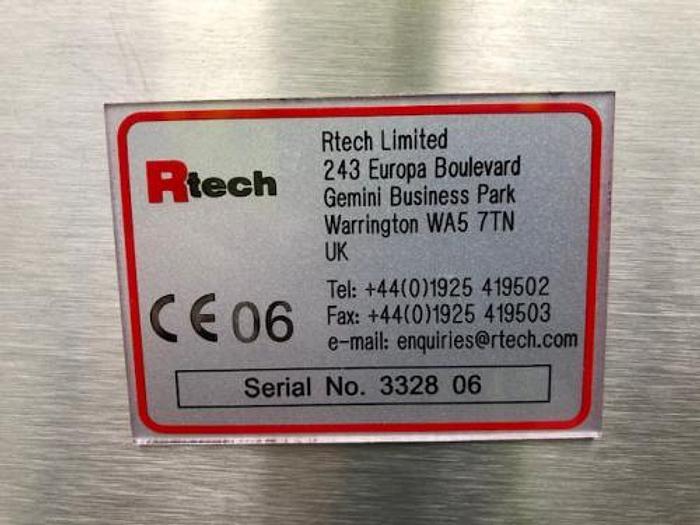 Rtech
Rtech Limited
243 Europa Boulevard
Gemini Business Park
Warrington WA5 7TN
UK
Tel: +44(0)1925 419502
Fax: +44(0)1925 419503
e-mail: enquiries@rtech.com
CE 06
Serial No. 3328 06